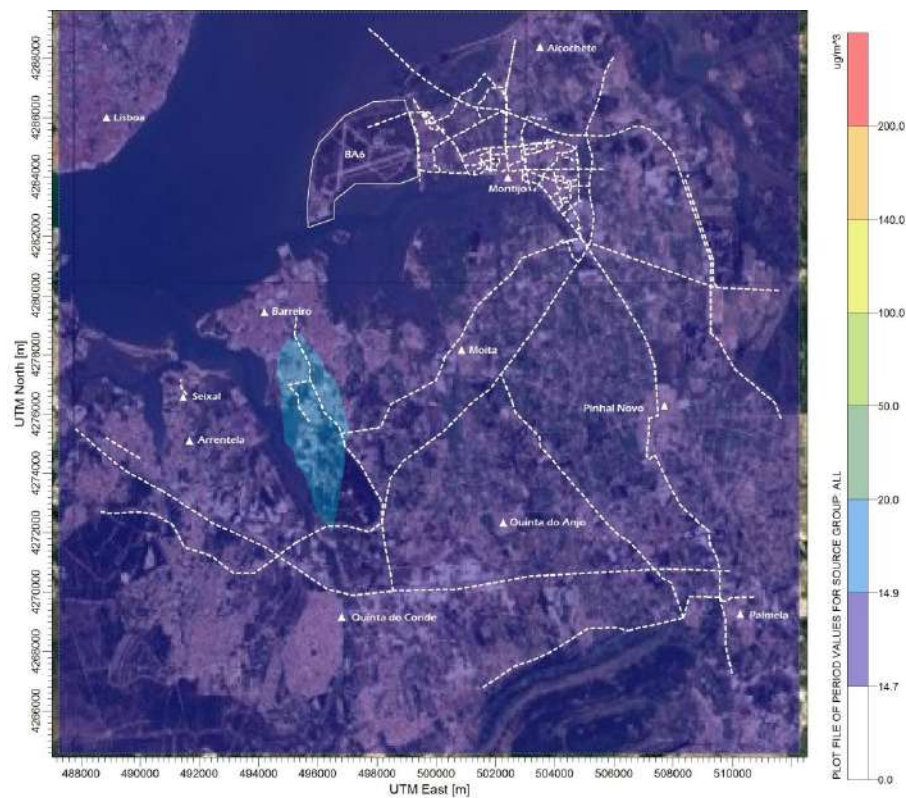 ug/m^3
4288000
Alcochete
Lisboa
4286000
200.0
BA6
4284000
Montijo
140.0
4282000
4280000
100.0
Barreiro
4278000
Moita
Seixal
Pinhal Novo
4276000
50.0
UTM North [m]
Arrentela
4274000
20.0
4272000
Quinta do Anjo
4270000
14.9
Quinta do Conde
Palmela
4268000
14.7
4266000
0.0
PLOT FILE OF PERIOD VALUES FOR SOURCE GROUP: ALL
488000 490000 492000 494000 496000 498000 500000 502000 504000 506000 508000 510000
UTM East [m]